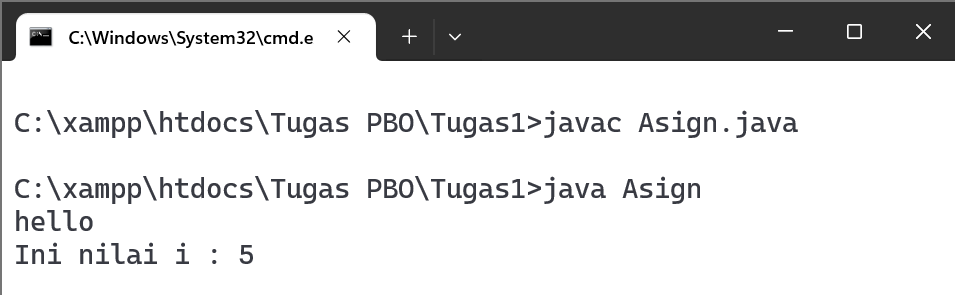 C:\Windows\System32\cmd.e
C:\xampp\htdocs\Tugas PBO\Tugas1>javac Asign.java
C:\xampp\htdocs\Tugas PBO\Tugas1>java Asign
hello
Ini nilai i : 5